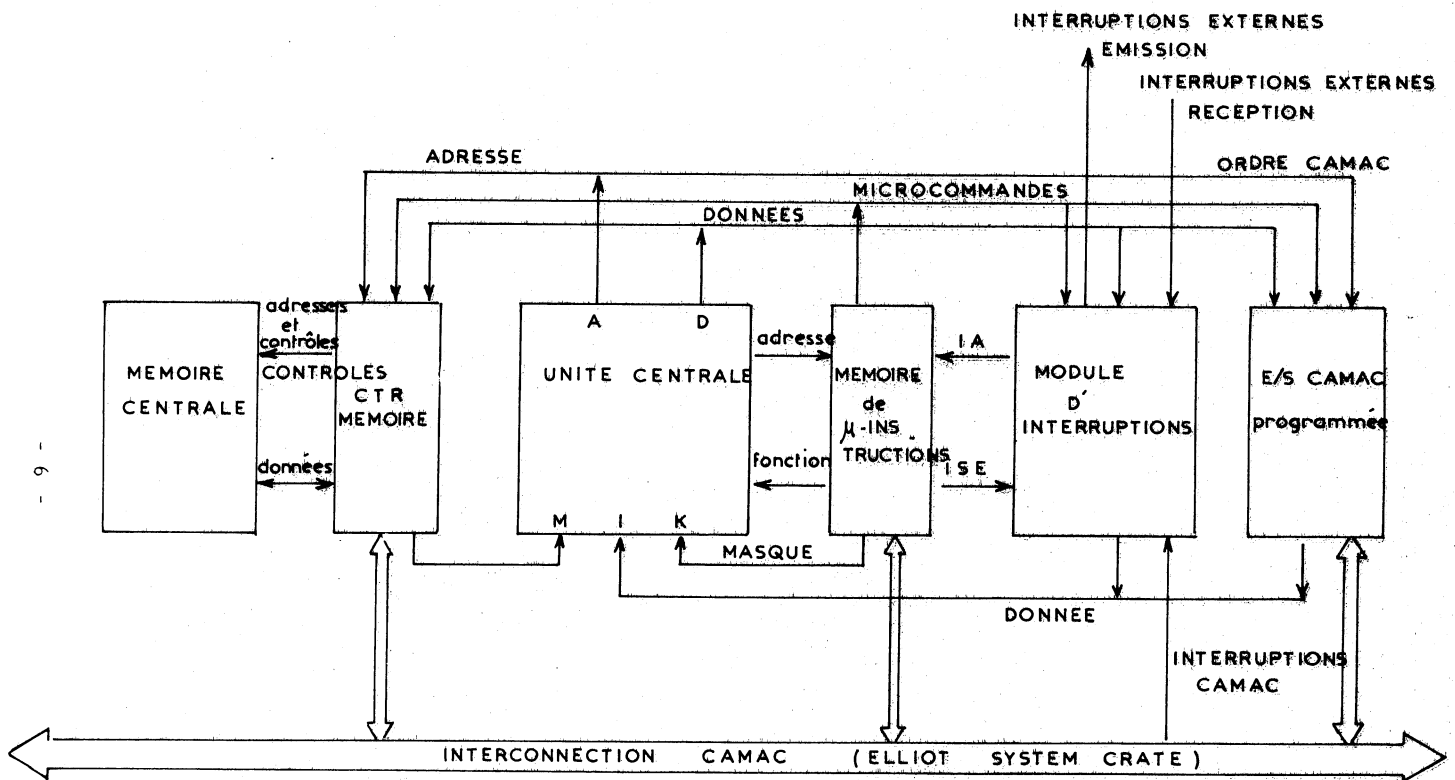 INTERRUPTIONS EXTERNES
EMISSION
INTERRUPTIONS EXTERNES
RECEPTION
ADRESSE
ORDRE CAMAC
MICROCOMMANDES
DONNEES
MEMOIRE
CENTRALE
adresses
et
contrôles
CONTROLES
données
CTR
MEMOIRE
A
D
UNITE CENTRALE
M
I
K
adresse
fonction
MEMOIRE
de
μ-INS
TRUCTIONS
IA
ISE
MODULE
D'
INTERRUPTIONS
E/S CAMAC
programmée
MASQUE
DONNEE
INTERRUPTIONS
CAMAC
INTERCONNECTION CAMAC (ELLIOT SYSTEM CRATE)
- 6 -